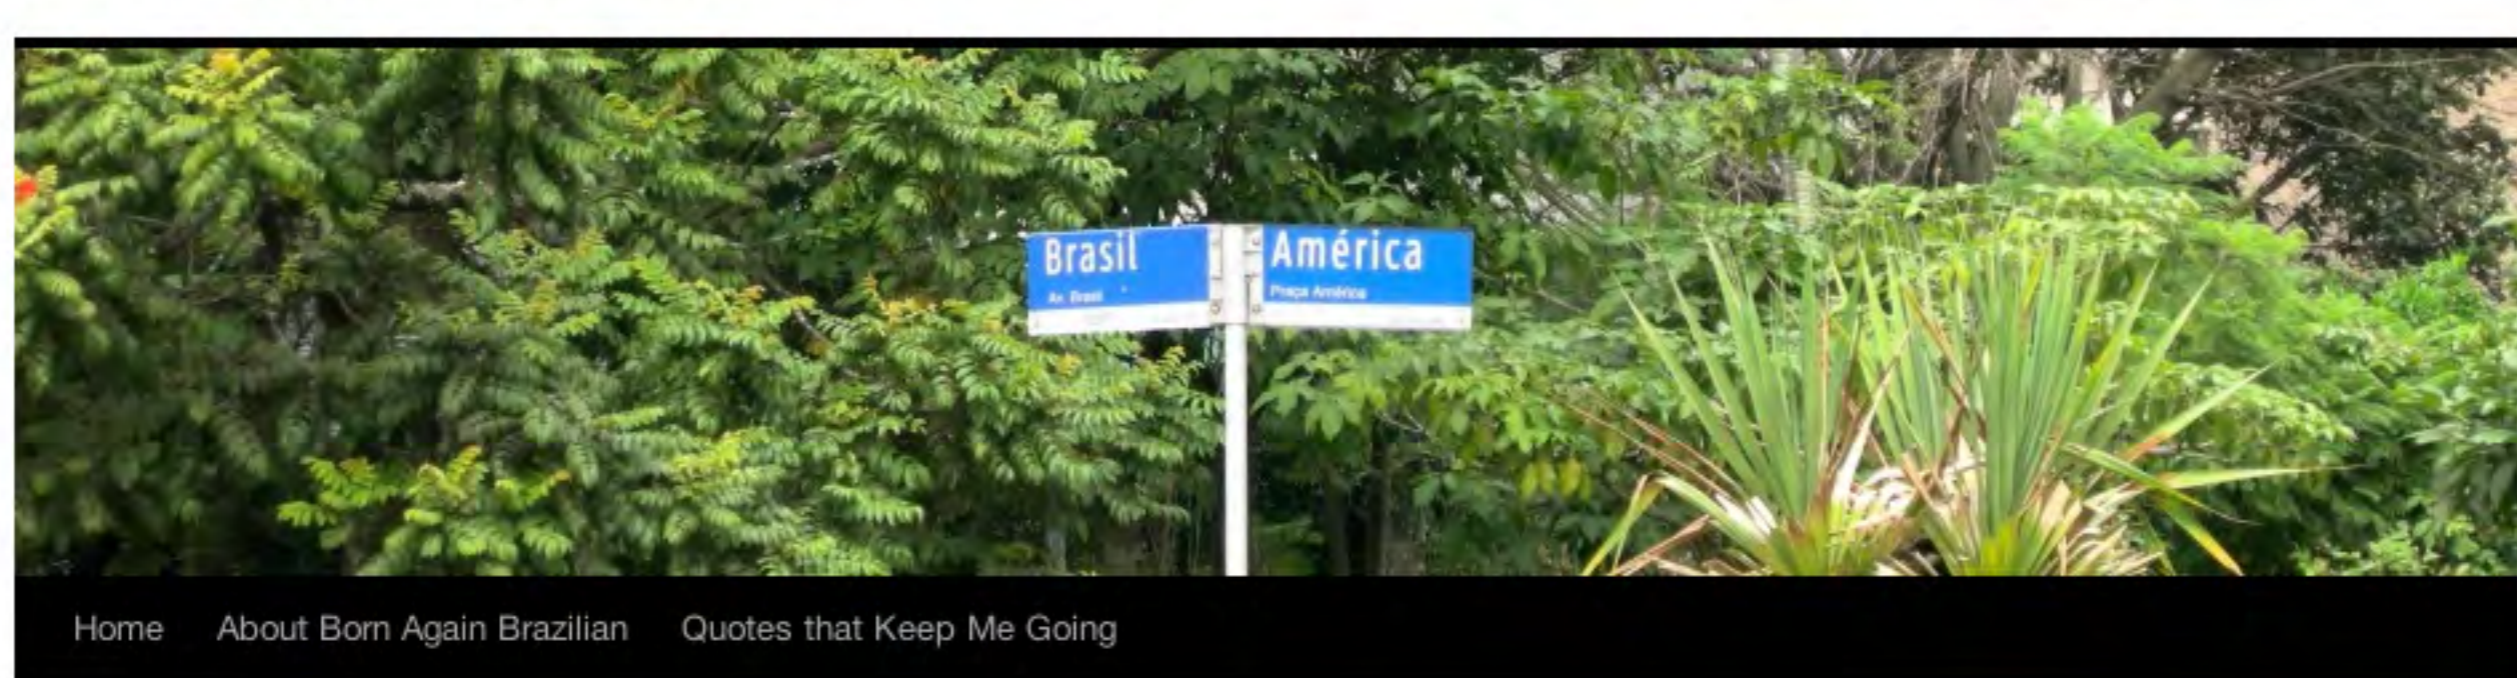 Brasil
Av. Brasil
América
Praça América
Home About Born Again Brazilian Quotes that Keep Me Going